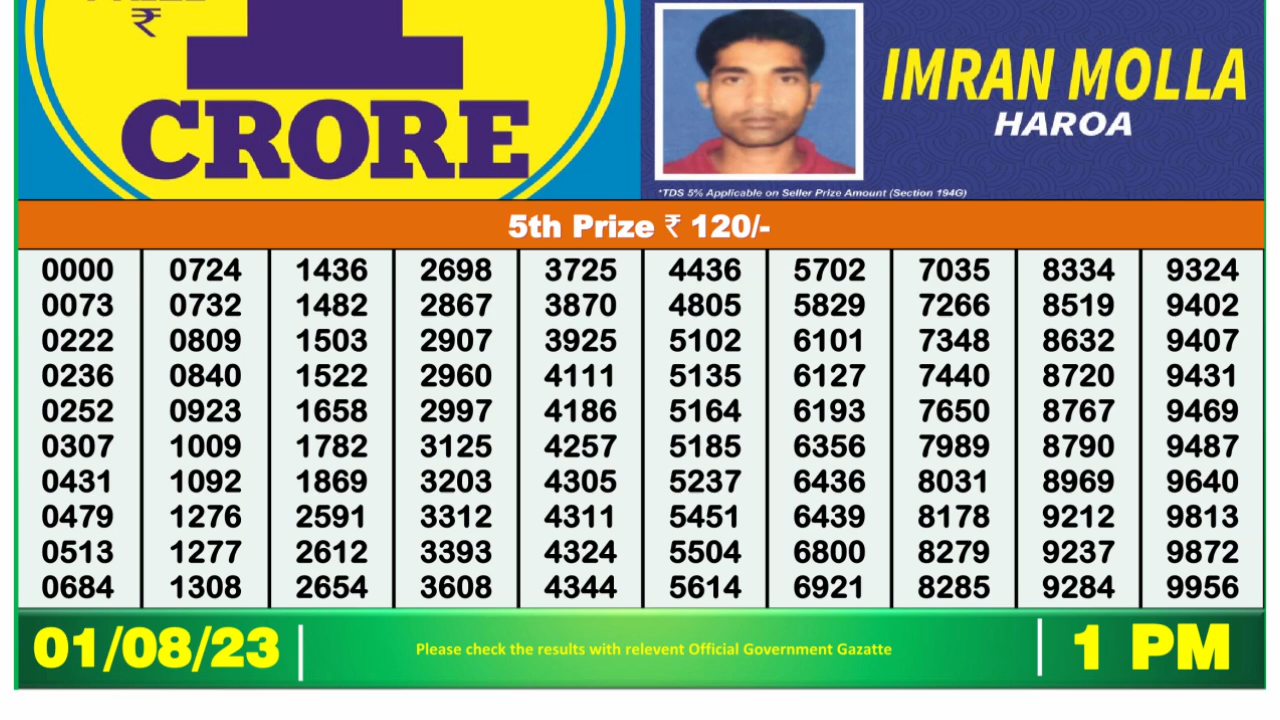 ₹
CRORE
IMRAN MOLLA
HAROA
*TDS 5% Applicable on Seller Prize Amount (Section 194G)
5th Prize ₹ 120/-
0000 0724 1436 2698 3725 4436 5702 7035 8334 9324
0073 0732 1482 2867 3870 4805 5829 7266 8519 9402
0222 0809 1503 2907 3925 5102 6101 7348 8632 9407
0236 0840 1522 2960 4111 5135 6127 7440 8720 9431
0252 0923 1658 2997 4186 5164 6193 7650 8767 9469
0307 1009 1782 3125 4257 5185 6356 7989 8790 9487
0431 1092 1869 3203 4305 5237 6436 8031 8969 9640
0479 1276 2591 3312 4311 5451 6439 8178 9212 9813
0513 1277 2612 3393 4324 5504 6800 8279 9237 9872
0684 1308 2654 3608 4344 5614 6921 8285 9284 9956
01/08/23
Please check the results with relevent Official Government Gazatte
1 PM